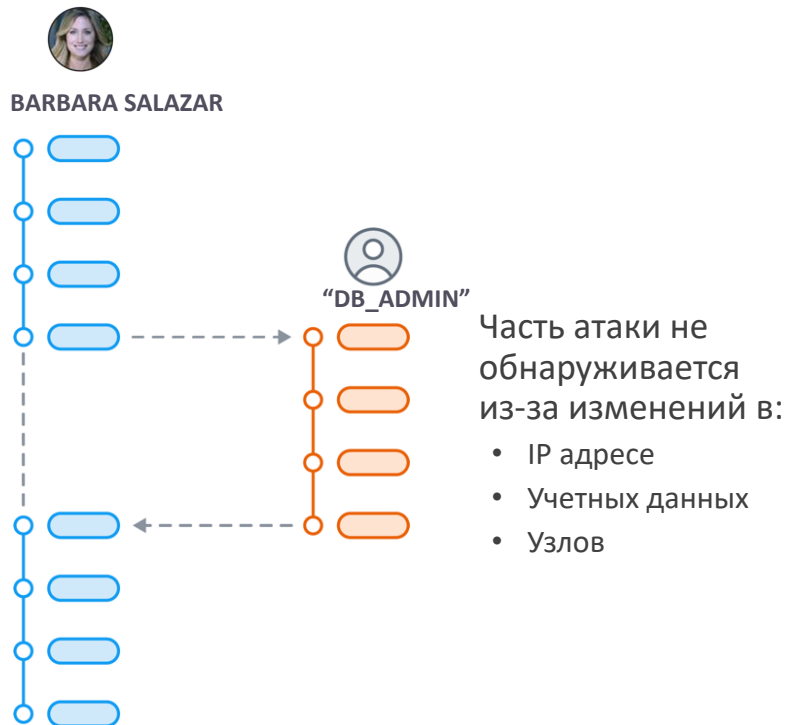 BARBARA SALAZAR
“DB_ADMIN”
Часть атаки не
обнаруживается
из-за изменений в:
• IP адресе
• Учетных данных
• Узлов